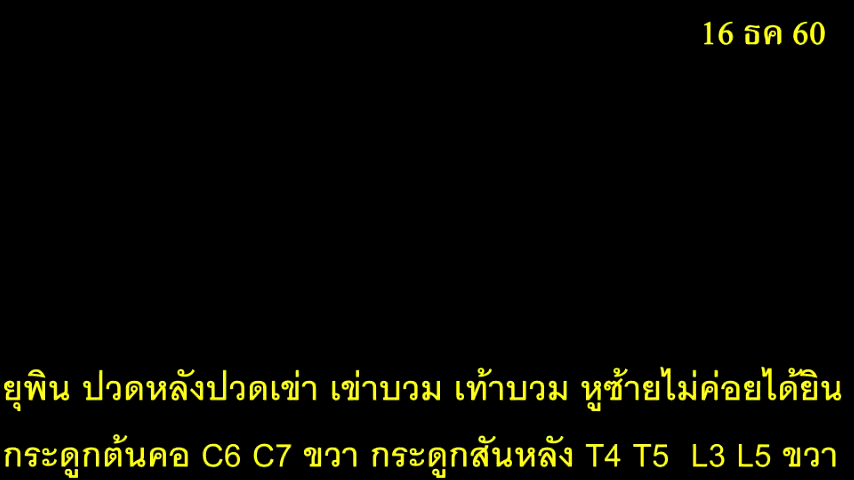 16 ธค 60
ยุพิน ปวดหลังปวดเข่า เข่าบวม เท้าบวม หูซ้ายไม่ค่อยได้ยิน
กระดูกต้นคอ C6 C7 ขวา กระดูกสันหลัง T4 T5 L3 L5 ขวา